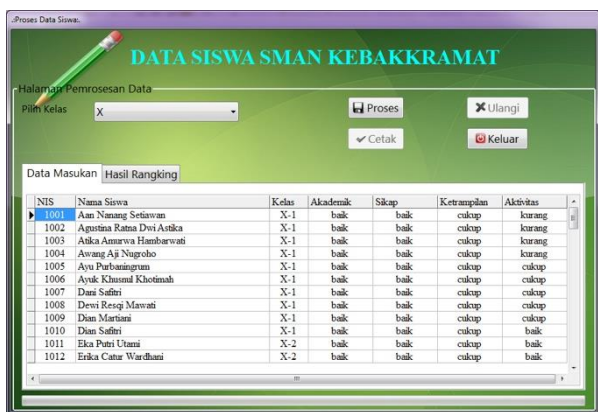 .:Proses Data Siswa:.
DATA SISWA SMAN KEBAKKRAMAT
Halaman Pemrosesan Data
Pilih Kelas X Proses Ulangi
Cetak Keluar
Data Masukan Hasil Rangking
NIS Nama Siswa Kelas Akademik Sikap Ketrampilan Aktivitas
1001 Aan Nanang Setiawan X-1 baik baik cukup kurang
1002 Agustina Ratna Dwi Astika X-1 baik baik cukup kurang
1003 Atika Amurwa Hambarwati X-1 baik baik cukup kurang
1004 Awang Aji Nugroho X-1 baik baik cukup kurang
1005 Ayu Purbaningrum X-1 baik baik cukup cukup
1006 Ayuk Khusnul Khotimah X-1 baik baik cukup cukup
1007 Dani Safitri X-1 baik baik cukup cukup
1008 Dewi Resqi Mawati X-1 baik baik cukup cukup
1009 Dian Martiani X-1 baik baik cukup cukup
1010 Dian Safitri X-1 baik baik cukup baik
1011 Eka Putri Utami X-2 baik baik cukup baik
1012 Erika Catur Wardhani X-2 baik baik cukup baik